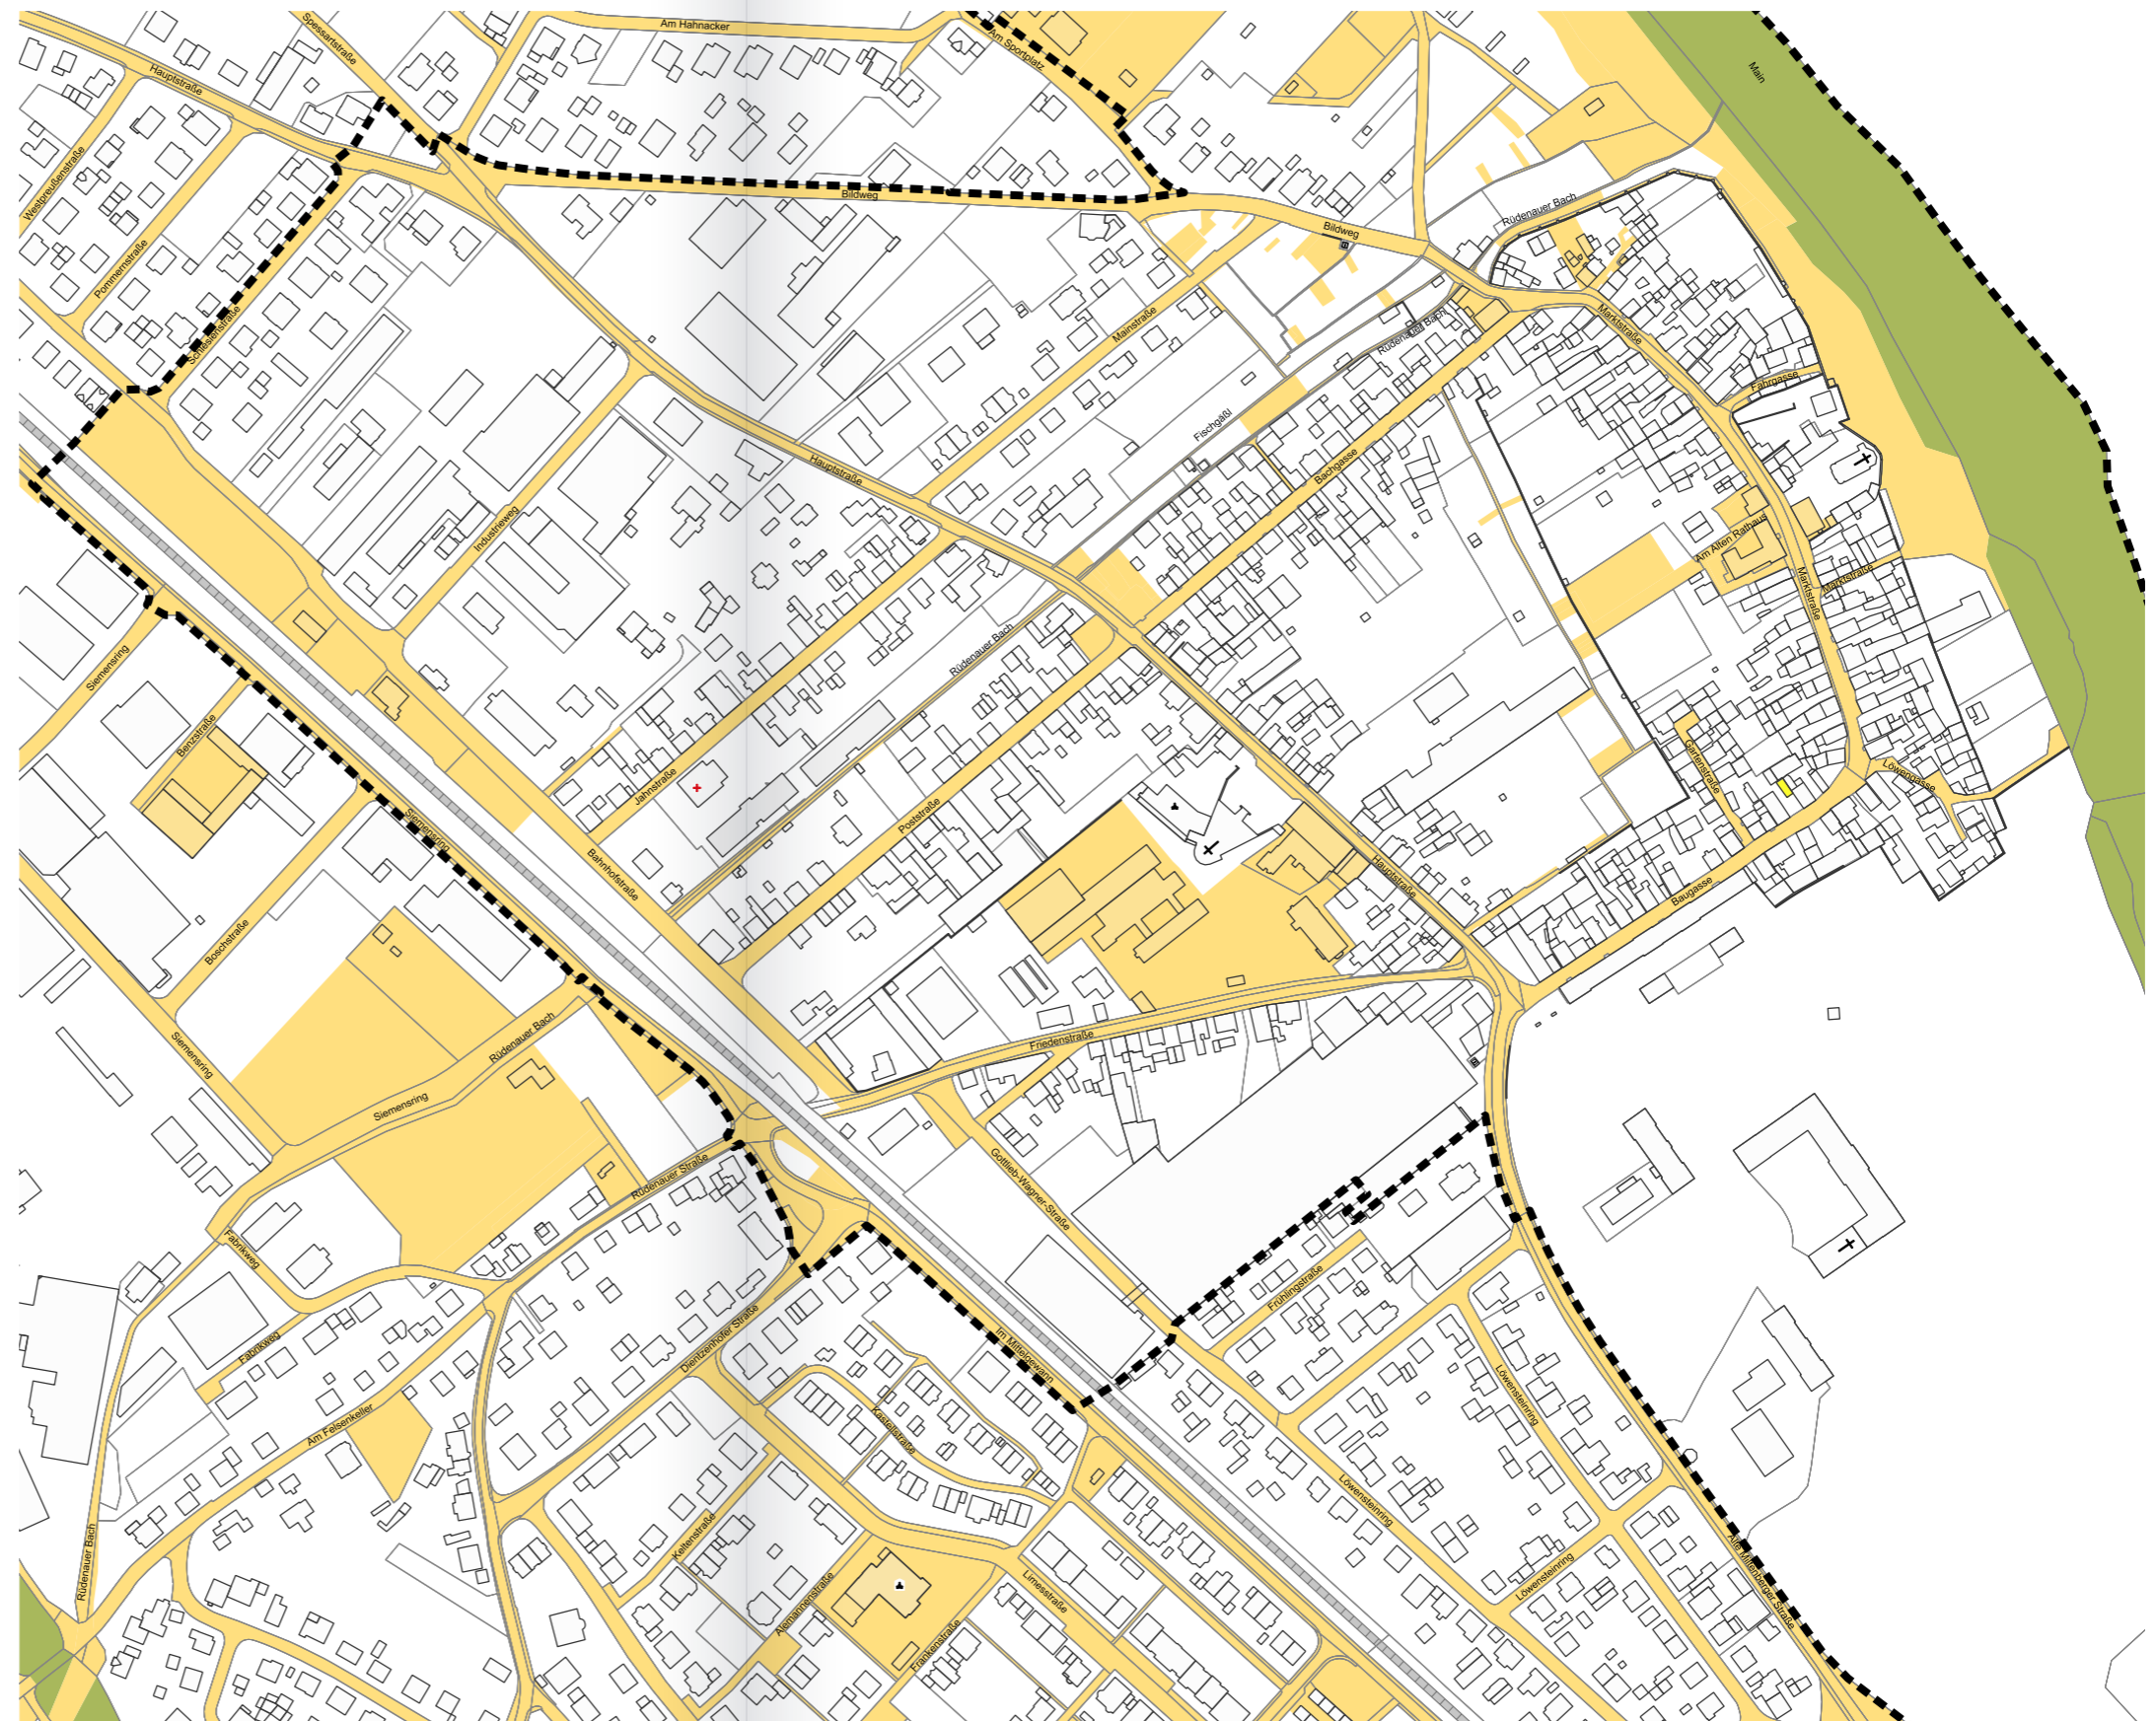 Am Hahnacker
Spessartstraße
Am Sportplatz
Main
Hauptstraße
Westpreußenstraße
Bildweg
Rüdenauer Bach
Bildweg
Pommernstraße
Schlesienstraße
Mainstraße
Rüdenauer Bach
Marktstraße
Fahrgasse
Fischgäßl
Hauptstraße
Bachgasse
Industrieweg
Am Alten Rathaus
Marktstraße
Marktstraße
Rüdenauer Bach
Siemensring
Benzstraße
Jahnstraße
Gartenstraße
Löwengasse
Poststraße
Siemensring
Bahnhofstraße
Hauptstraße
Baugasse
Boschstraße
Rüdenauer Bach
Friedenstraße
Siemensring
Siemensring
Rüdenauer Straße
Gottlieb-Wagner-Straße
Fabrikweg
Frühlingstraße
Fabrikweg
Dientzenhofer Straße
Im Mittelgewann
Löwensteinring
Am Felsenkeller
Kastellstraße
Löwensteinring
Keltenstraße
Rüdenauer Bach
Alte Miltenberger Straße
Löwensteinring
Limesstraße
Alemannenstraße
Frankenstraße